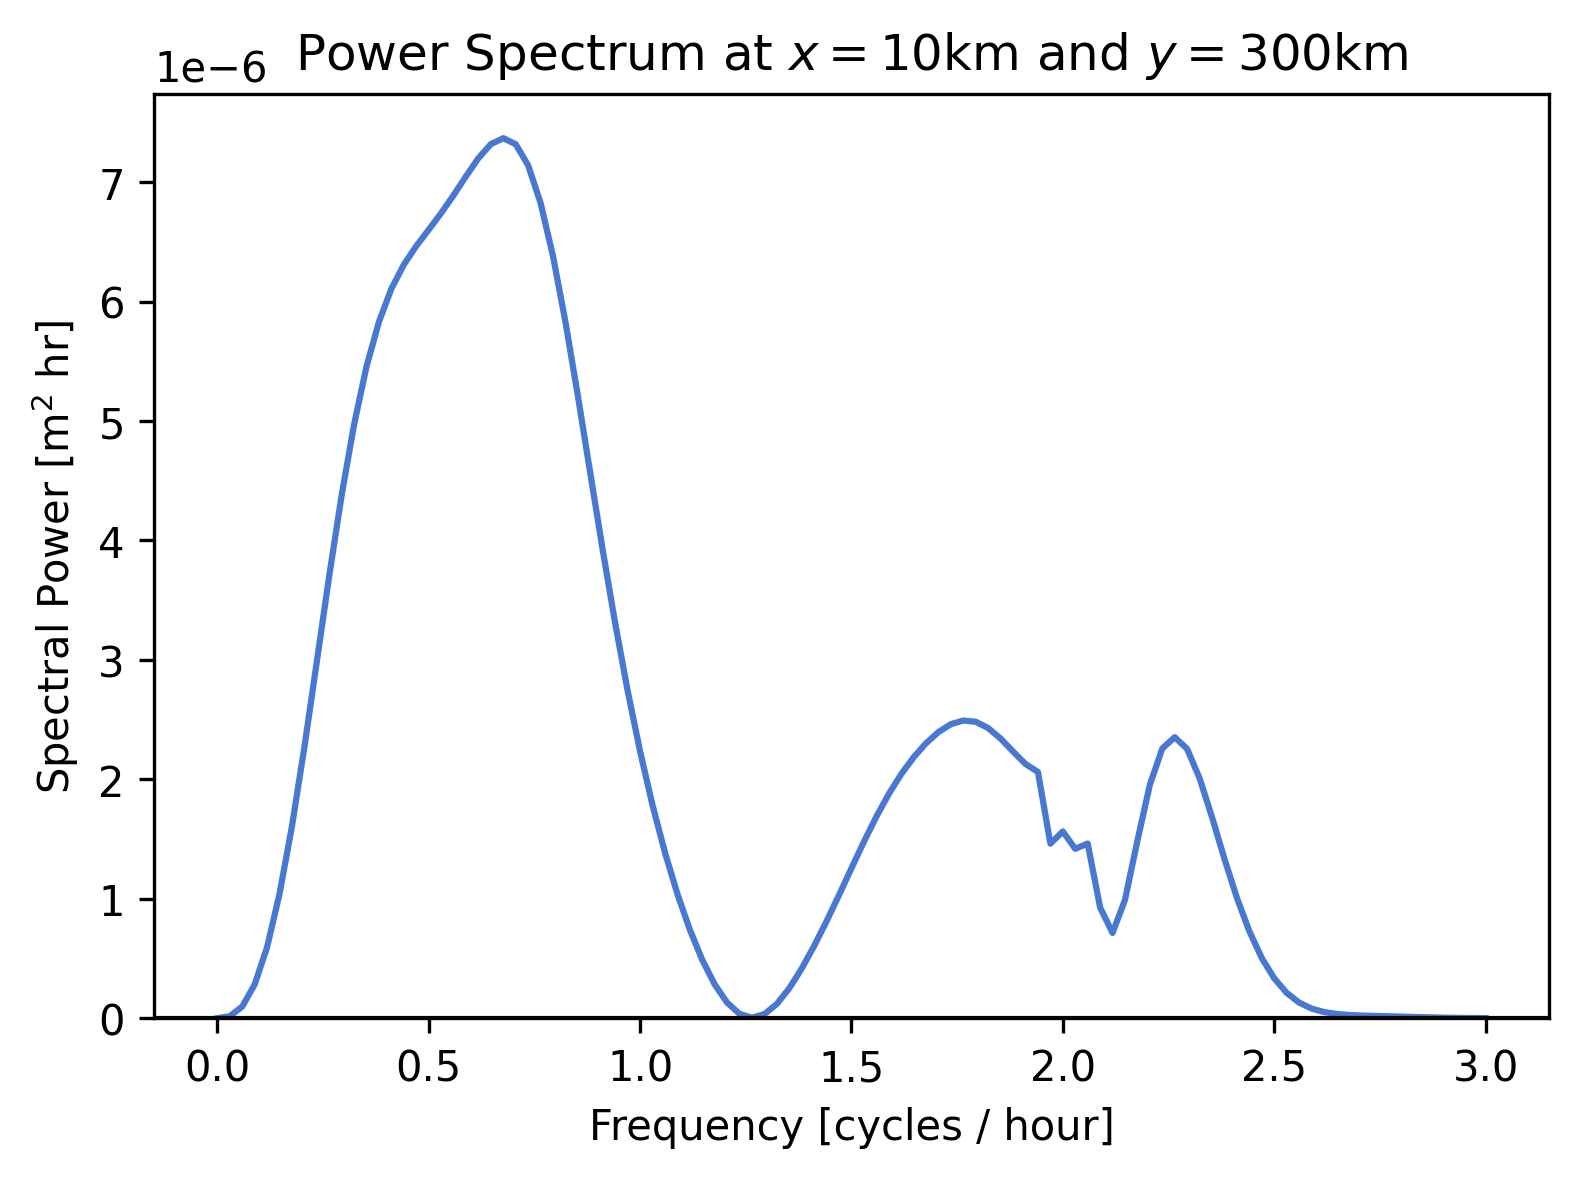 Power Spectrum at x = 10km and y = 300km
1e−6
Spectral Power [m² hr]
7
6
5
4
3
2
1
0
0.0 0.5 1.0 1.5 2.0 2.5 3.0
Frequency [cycles / hour]